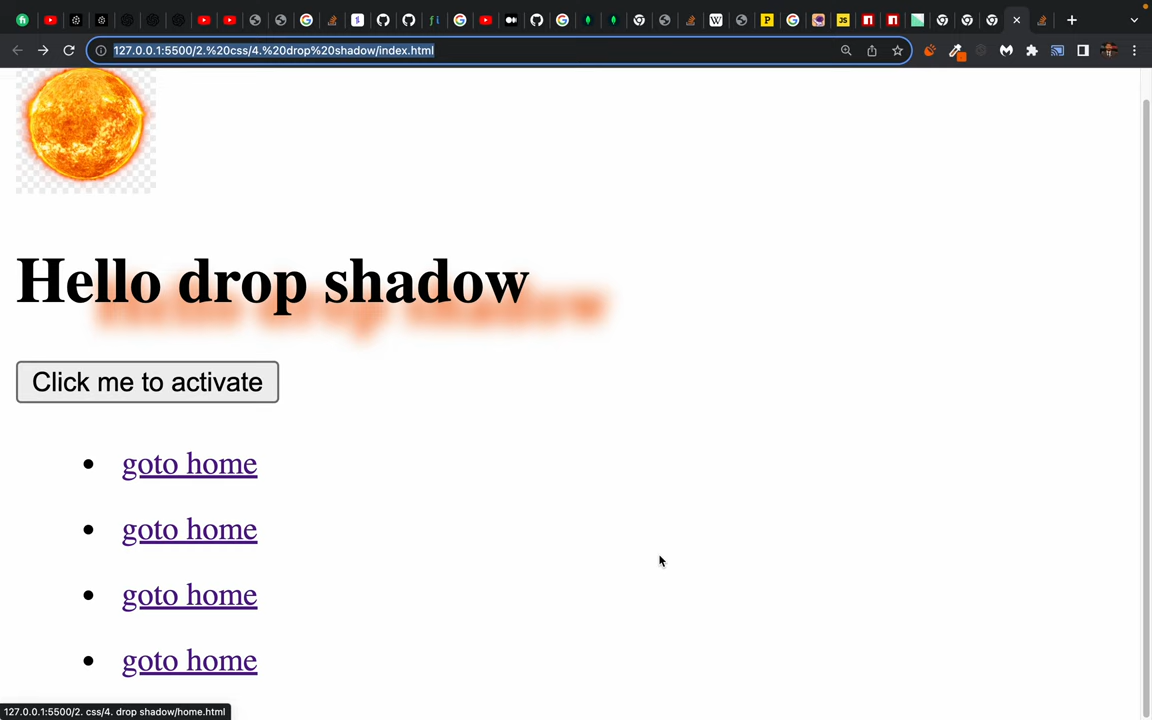 127.0.0.1:5500/2.%20css/4.%20drop%20shadow/index.html
Hello drop shadow
Click me to activate
goto home
goto home
goto home
goto home
127.0.0.1:5500/2. css/4. drop shadow/home.html